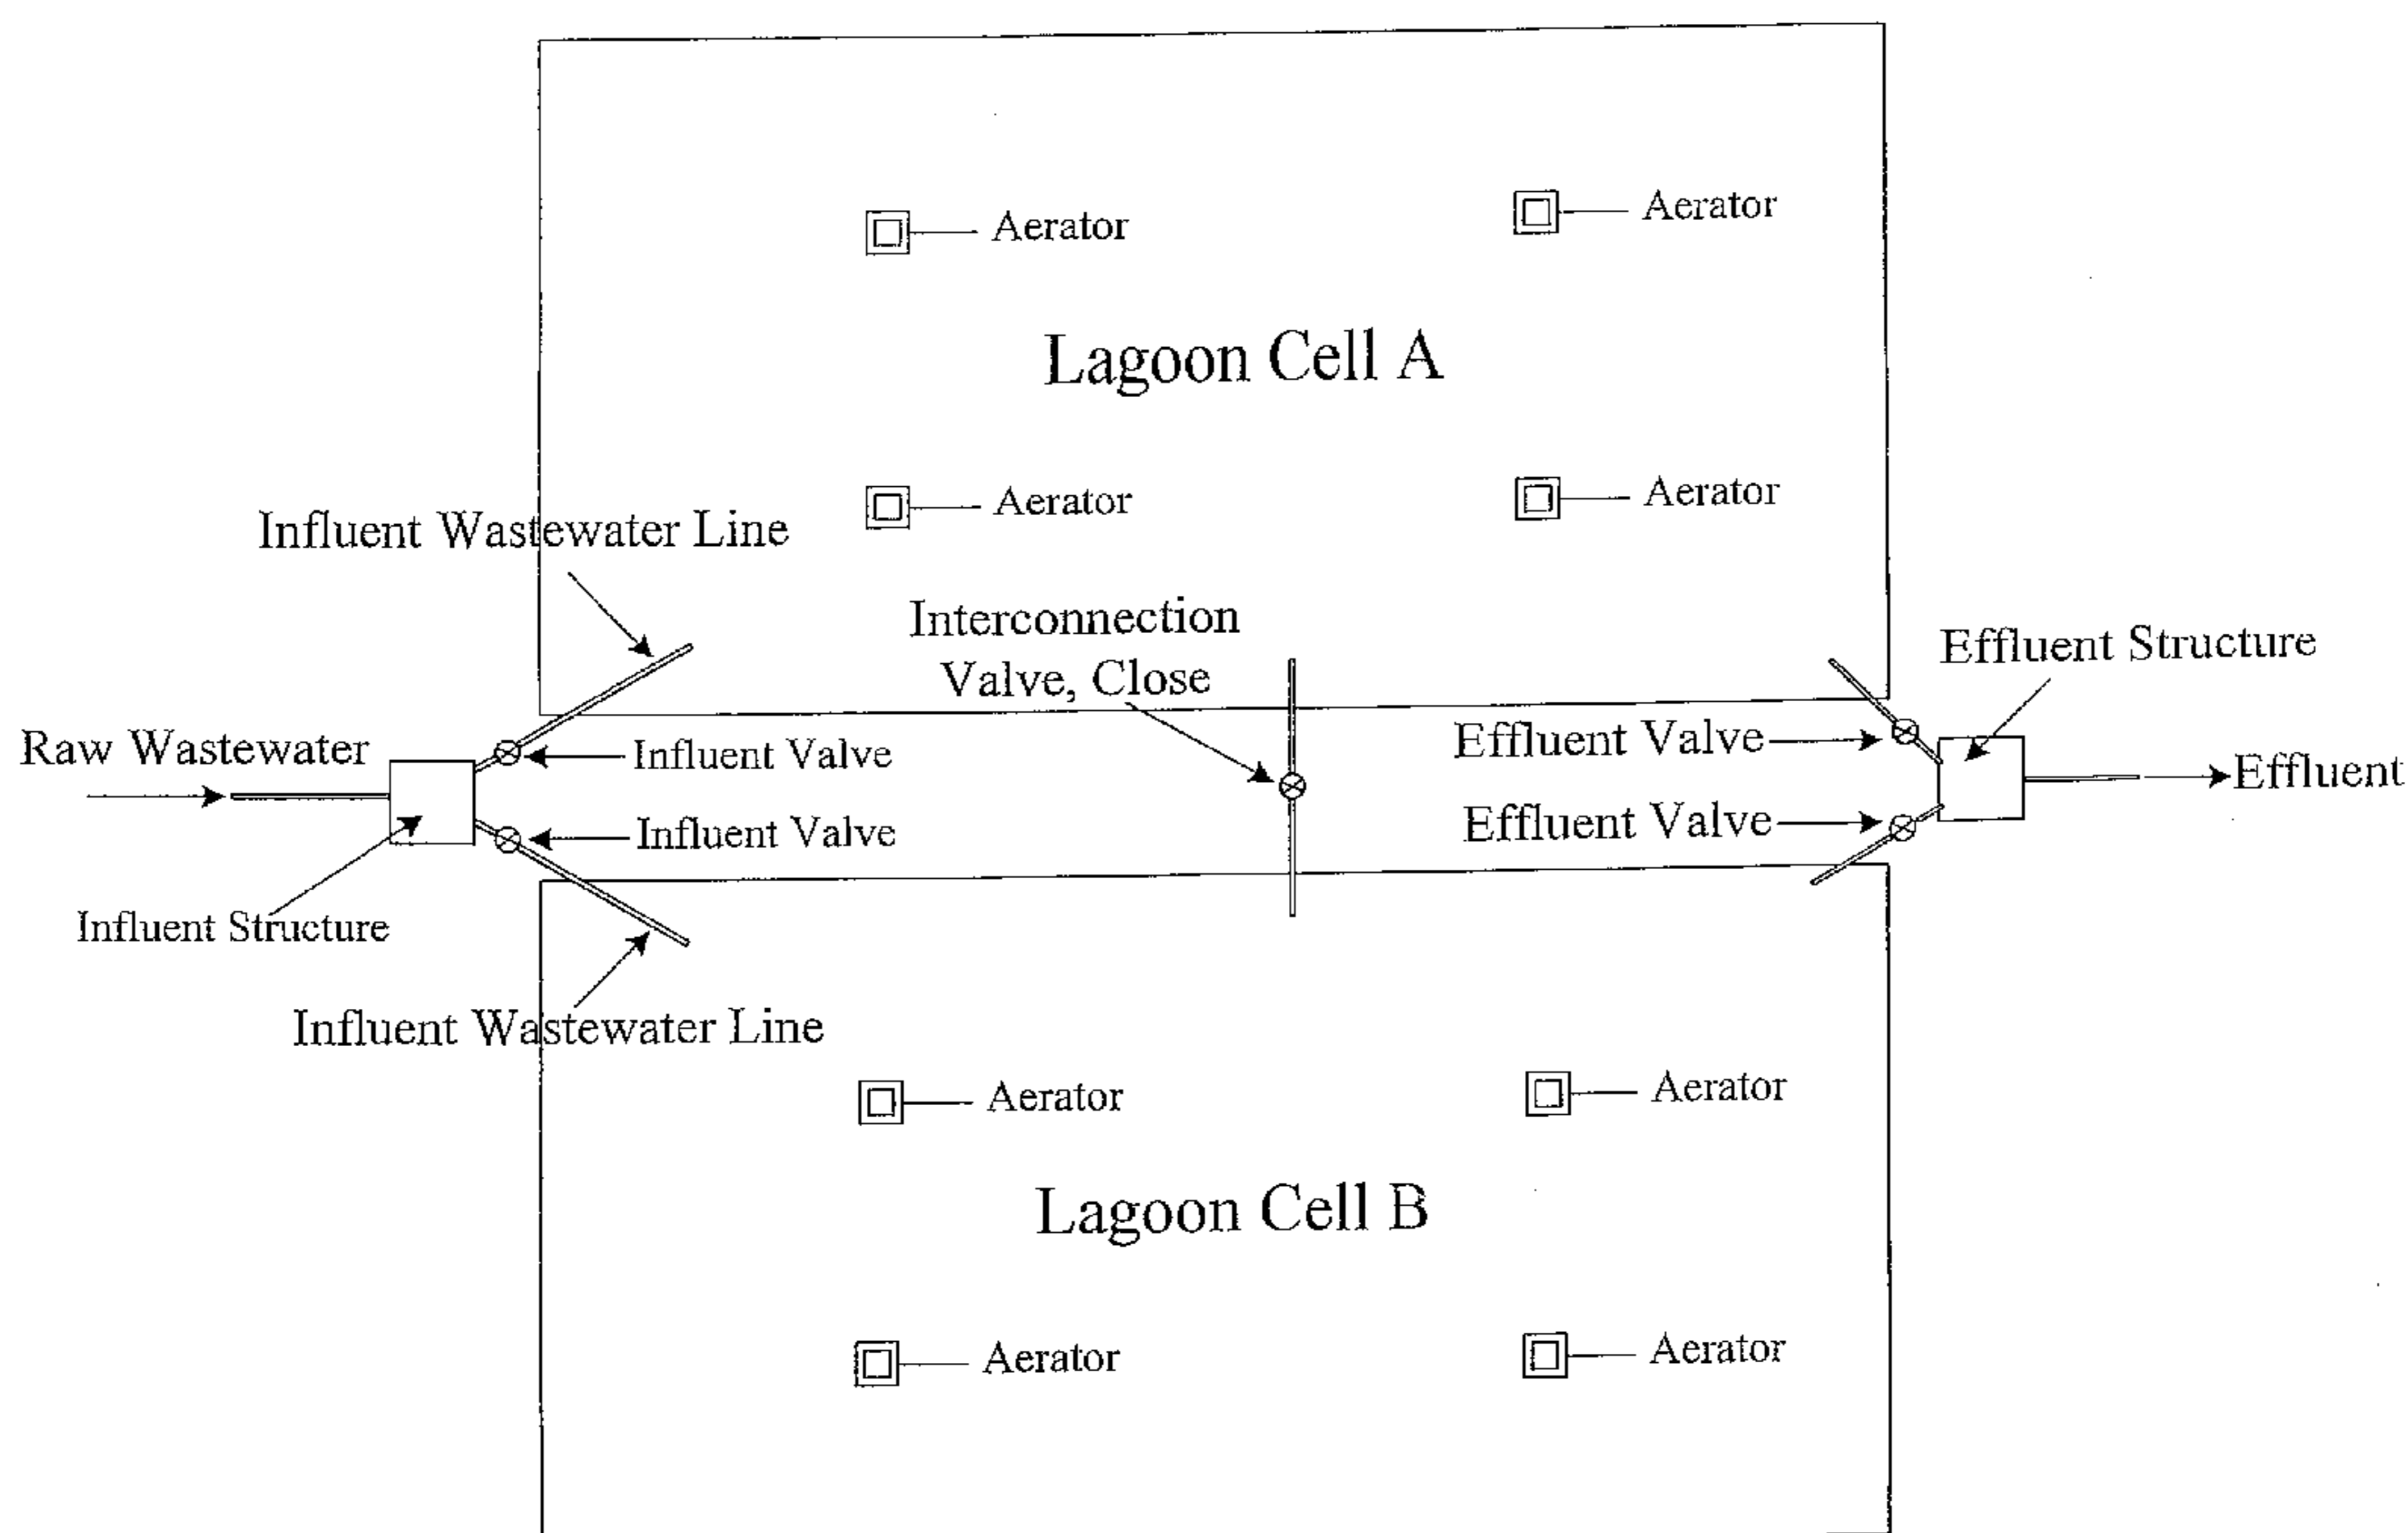 Aerator
Aerator
Lagoon Cell A
Aerator
Aerator
Influent Wastewater Line
Interconnection
Valve, Close
Effluent Structure
Raw Wastewater
Influent Valve
Effluent Valve
Effluent
Influent Valve
Effluent Valve
Influent Structure
Influent Wastewater Line
Aerator
Aerator
Lagoon Cell B
Aerator
Aerator